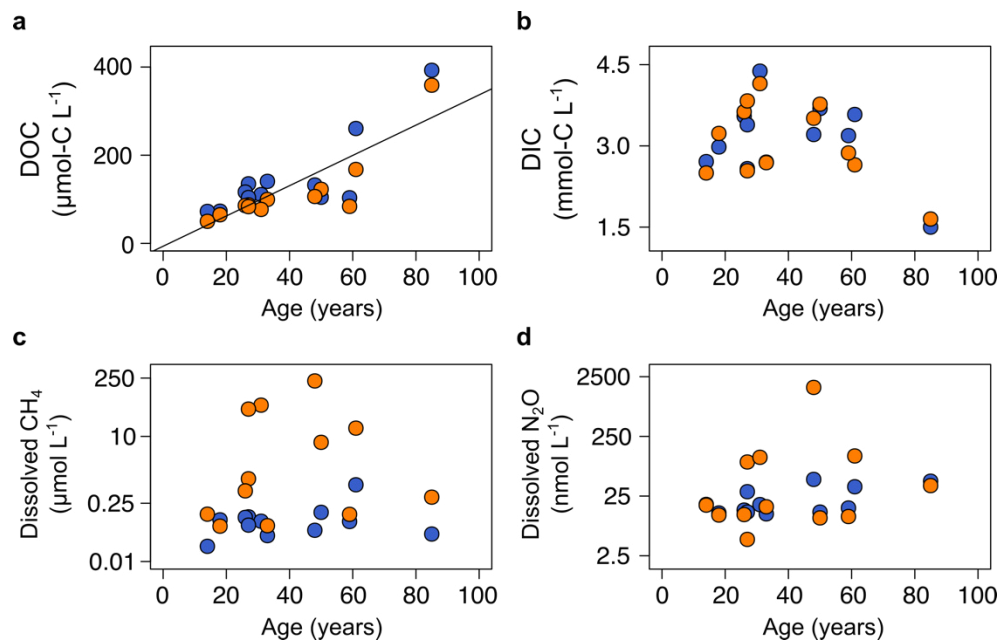 a
DOC
(µmol-C L⁻¹)
400
200
0
0 20 40 60 80 100
Age (years)
b
DIC
(mmol-C L⁻¹)
4.5
3.0
1.5
0 20 40 60 80 100
Age (years)
c
Dissolved CH₄
(µmol L⁻¹)
250
10
0.25
0.01
0 20 40 60 80 100
Age (years)
d
Dissolved N₂O
(nmol L⁻¹)
2500
250
25
2.5
0 20 40 60 80 100
Age (years)